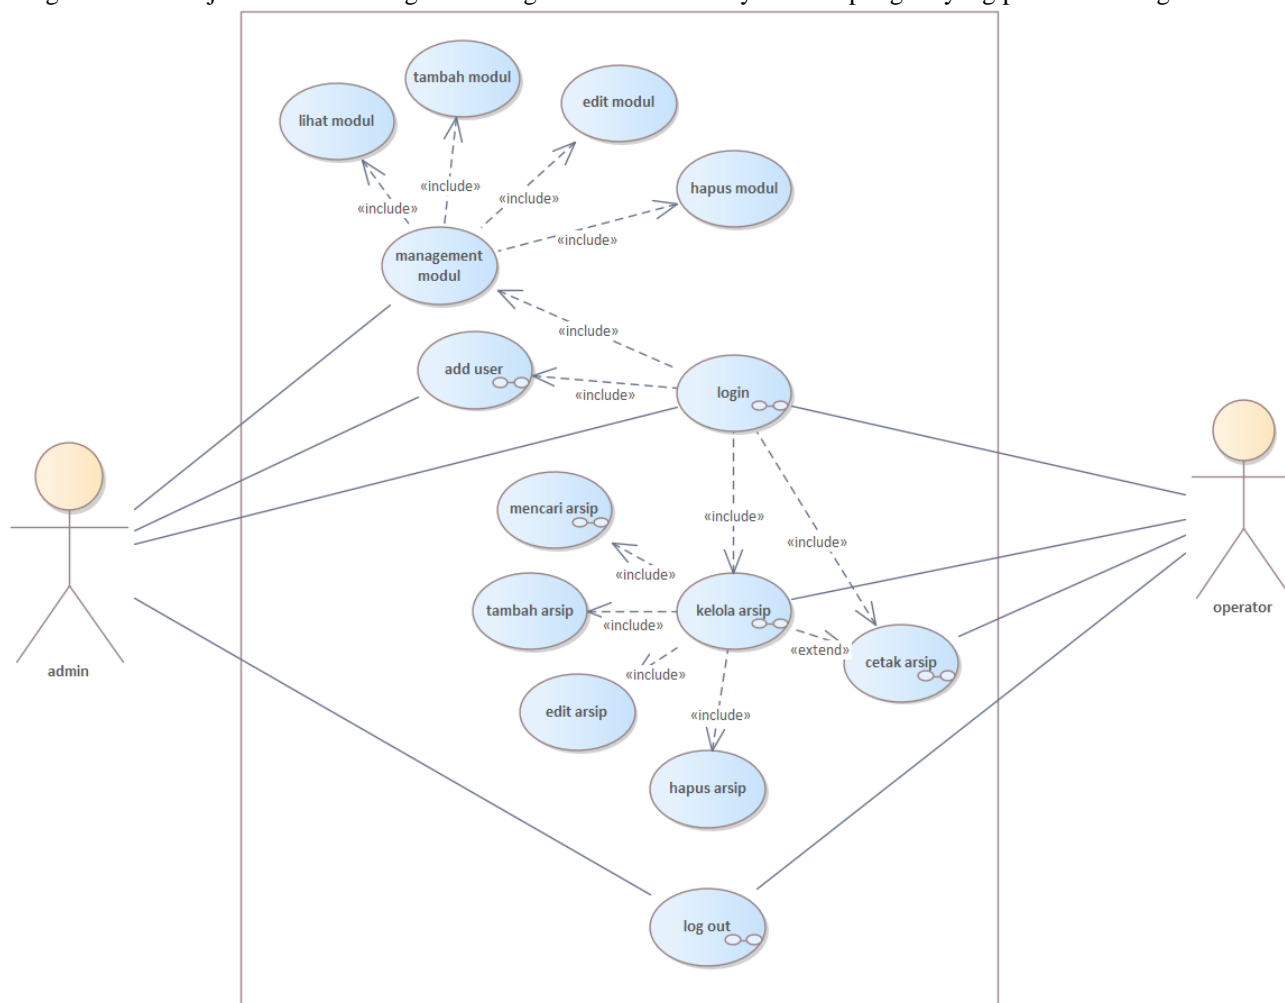 tambah modul
edit modul
lihat modul
hapus modul
«include»
«include»
«include»
«include»
management
modul
«include»
add user
login
«include»
mencari arsip
«include»
«include»
«include»
tambah arsip
kelola arsip
operator
«include»
«extend»
cetak arsip
admin
«include»
edit arsip
«include»
hapus arsip
log out